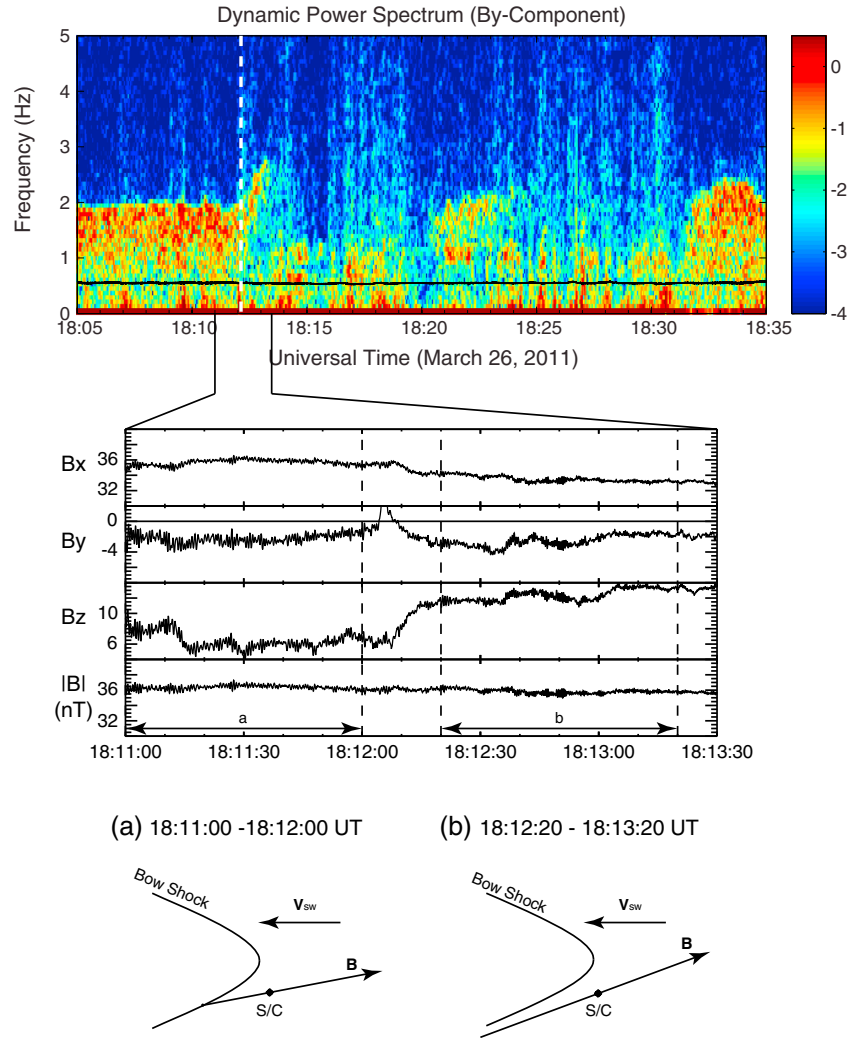 Dynamic Power Spectrum (By-Component)
Frequency (Hz)
5
4
3
2
1
0
0
-1
-2
-3
-4
18:05 18:10 18:15 18:20 18:25 18:30 18:35
Universal Time (March 26, 2011)
Bx
36
32
By
0
-4
Bz
10
6
|B|
(nT)
36
30
a
b
18:11:00 18:11:30 18:12:00 18:12:30 18:13:00 18:13:30
(a) 18:11:00 -18:12:00 UT
(b) 18:12:20 - 18:13:20 UT
Bow Shock
Vsw
B
S/C
Bow Shock
Vsw
B
S/C